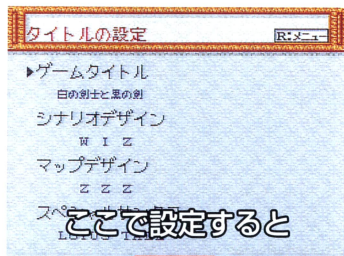 タイトルの設定
R:メニュー
▶ゲームタイトル
白の剣士と黒の剣
シナリオデザイン
W I Z
マップデザイン
Z Z Z
ここで設定すると